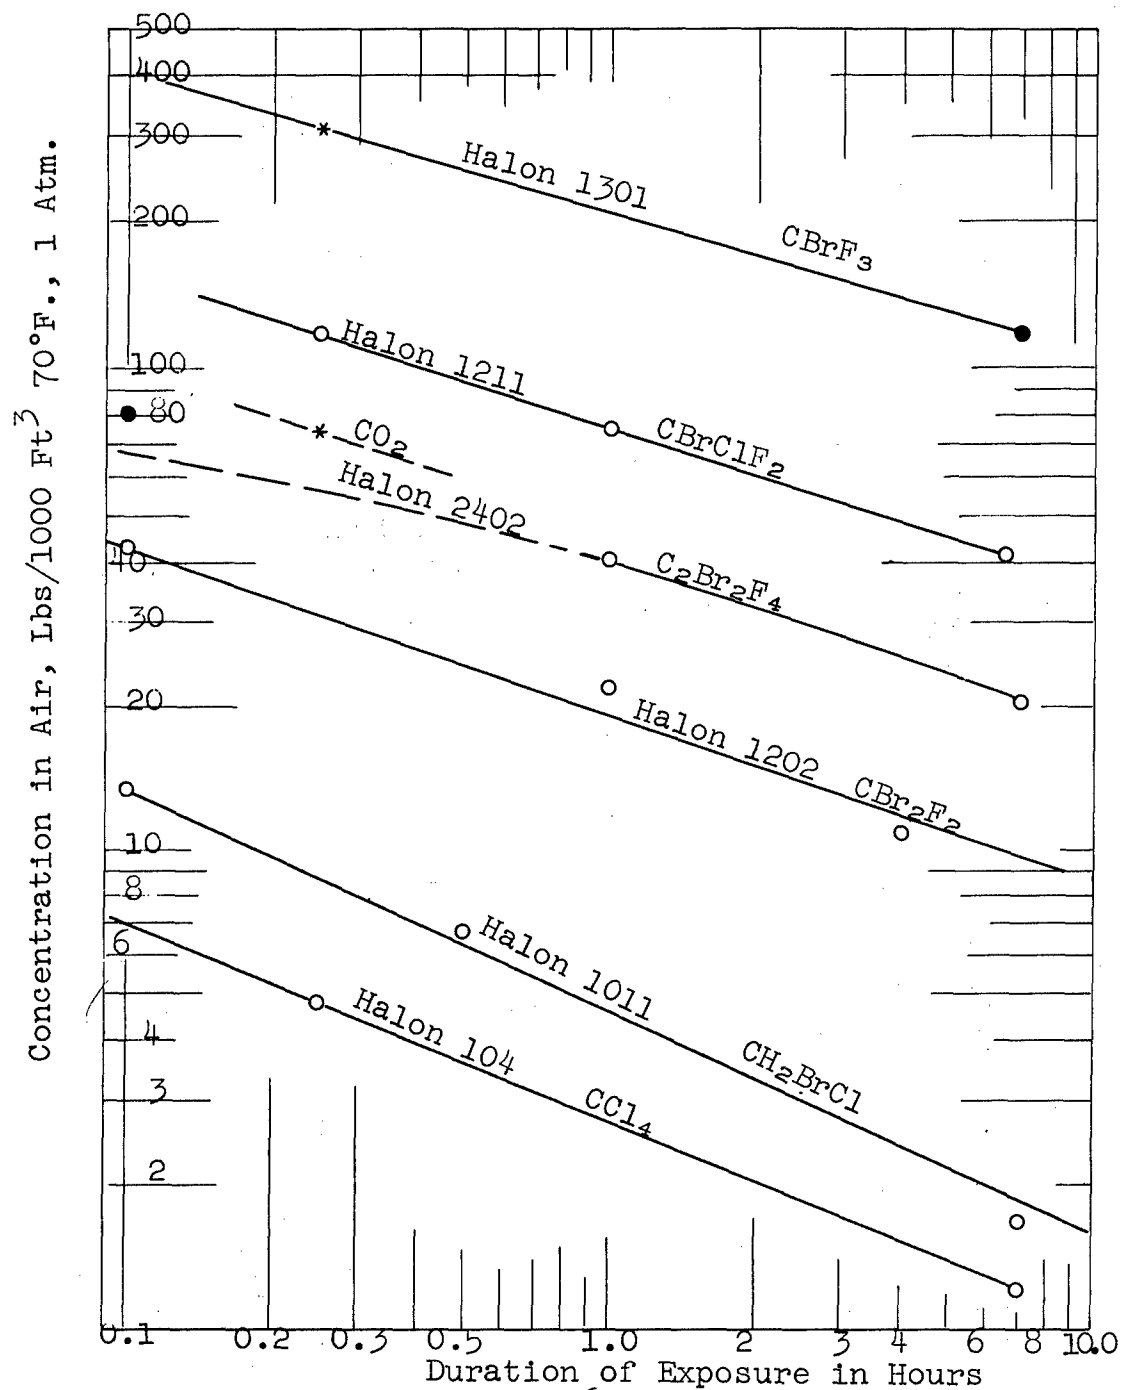 500
400
300
200
100
80
40
30
20
10
8
6
4
3
2
Concentration in Air, Lbs/1000 Ft³ 70°F., 1 Atm.
Halon 1301
CBrF₃
Halon 1211
CBrClF₂
CO₂
Halon 2402
C₂Br₂F₄
Halon 1202
CBr₂F₂
Halon 1011
CH₂BrCl
Halon 104
CCl₄
0.1 0.2 0.3 0.5 1.0 2 3 4 6 8 10.0
Duration of Exposure in Hours